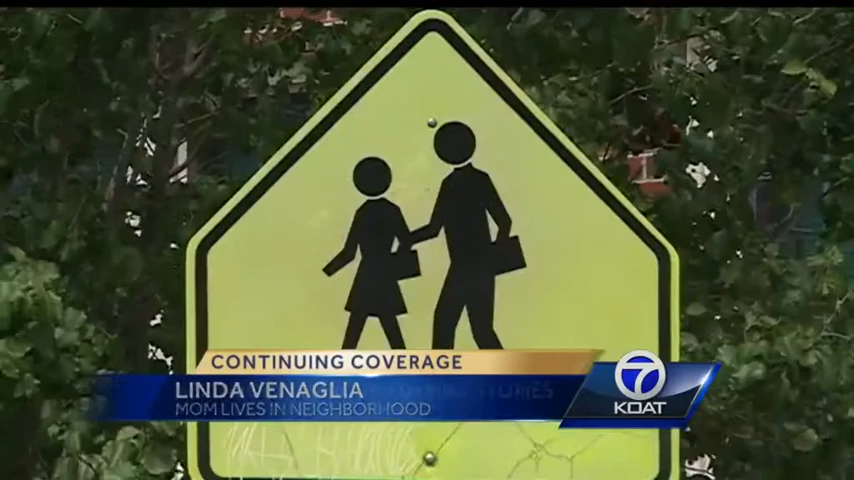 CONTINUING COVERAGE
LINDA VENAGLIA
MOM LIVES IN NEIGHBORHOOD
7
KOAT